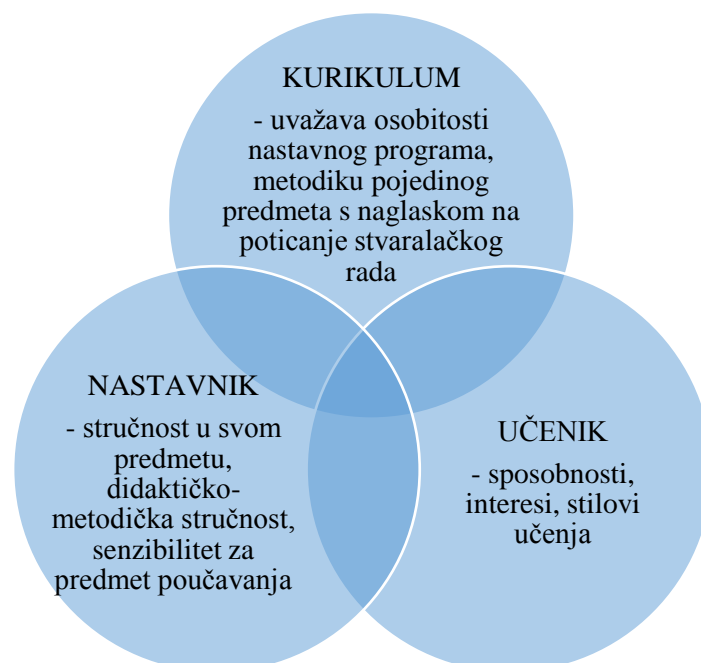 KURIKULUM
- uvažava osobitosti
nastavnog programa,
metodiku pojedinog
predmeta s naglaskom na
poticanje stvaralačkog
rada
NASTAVNIK
- stručnost u svom
predmetu,
didaktičko-
metodička stručnost,
senzibilitet za
predmet poučavanja
UČENIK
- sposobnosti,
interesi, stilovi
učenja